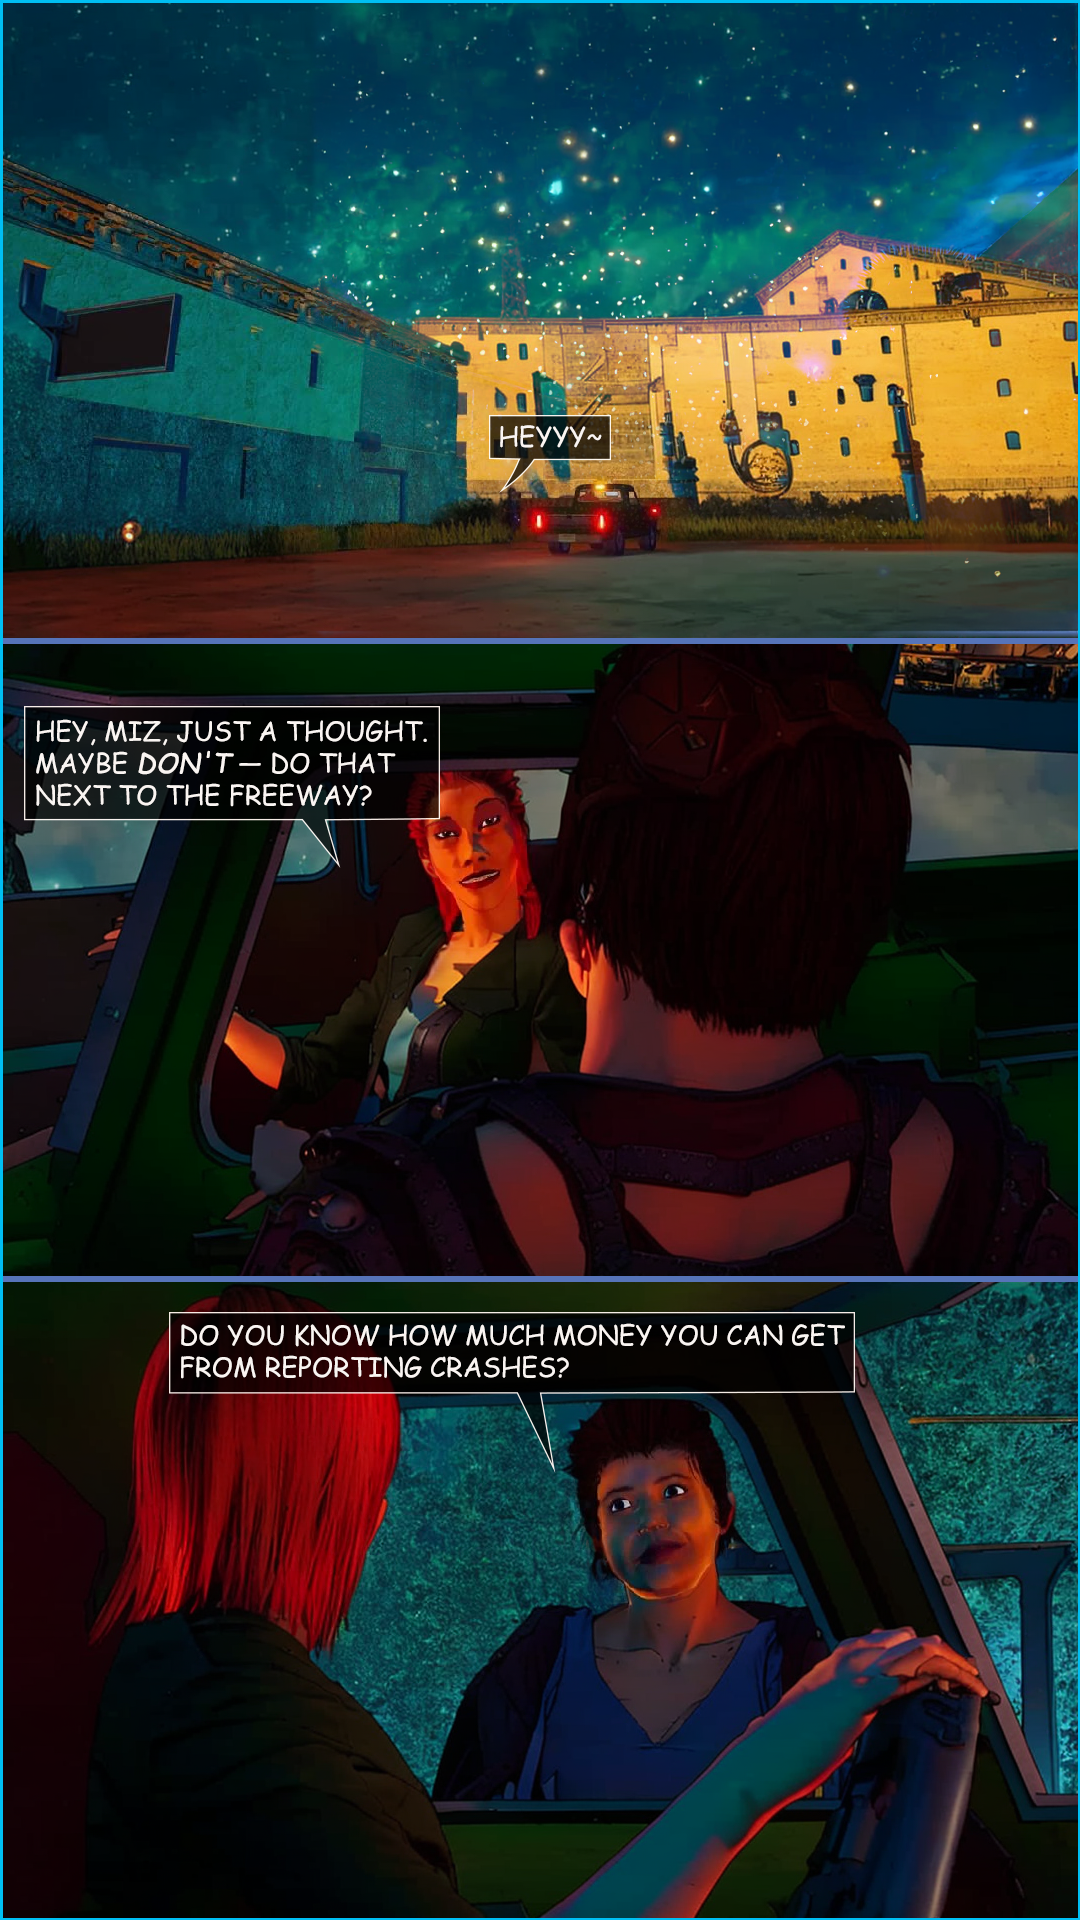 HEYYY~
HEY, MIZ, JUST A THOUGHT.
MAYBE DON'T — DO THAT
NEXT TO THE FREEWAY?
DO YOU KNOW HOW MUCH MONEY YOU CAN GET
FROM REPORTING CRASHES?